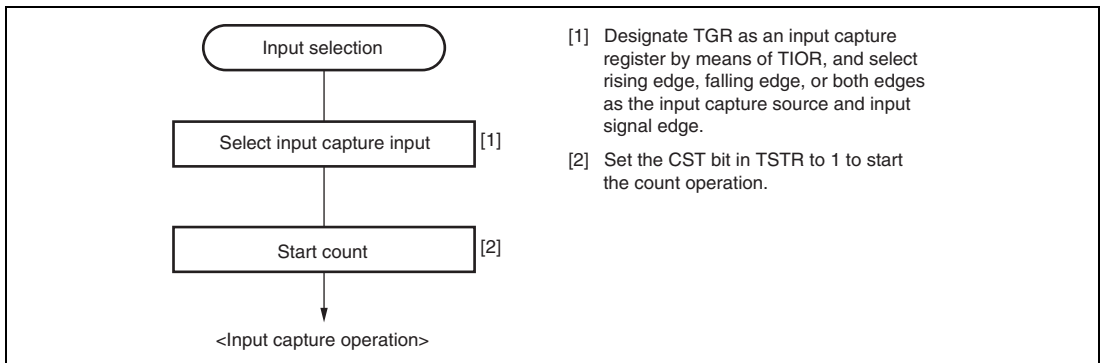 Input selection
Select input capture input
[1]
Start count
[2]
<Input capture operation>
[1] Designate TGR as an input capture
register by means of TIOR, and select
rising edge, falling edge, or both edges
as the input capture source and input
signal edge.
[2] Set the CST bit in TSTR to 1 to start
the count operation.